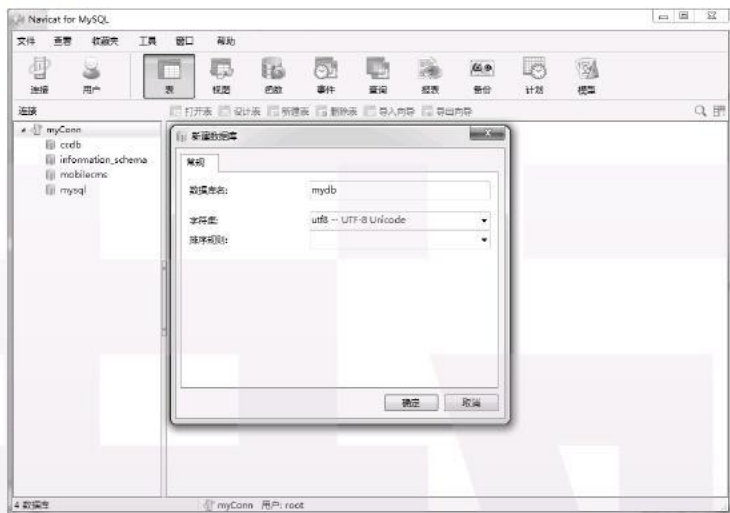 Navicat for MySQL
文件 查看 收藏夹 工具 窗口 帮助
连接 用户 表 视图 函数 事件 查询 报表 备份 计划 模型
连接
打开表 设计表 新建表 删除表 导入向导 导出向导
myConn
ccdb
information_schema
mobilecms
mysql
新建数据库
常规
数据库名: mydb
字符集: utf8 -- UTF-8 Unicode
排序规则:
确定 取消
4 数据库 myConn 用户: root